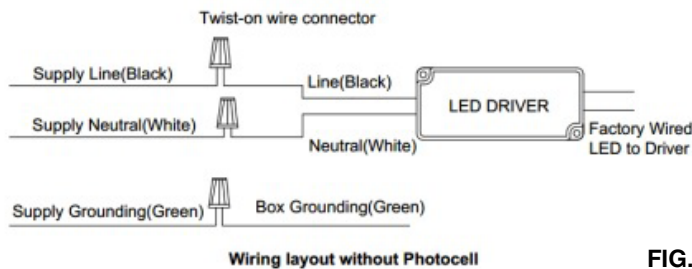 Twist-on wire connector
Supply Line(Black)
Line(Black)
LED DRIVER
Supply Neutral(White)
Neutral(White)
Factory Wired
LED to Driver
Supply Grounding(Green)
Box Grounding(Green)
Wiring layout without Photocell
FIG.